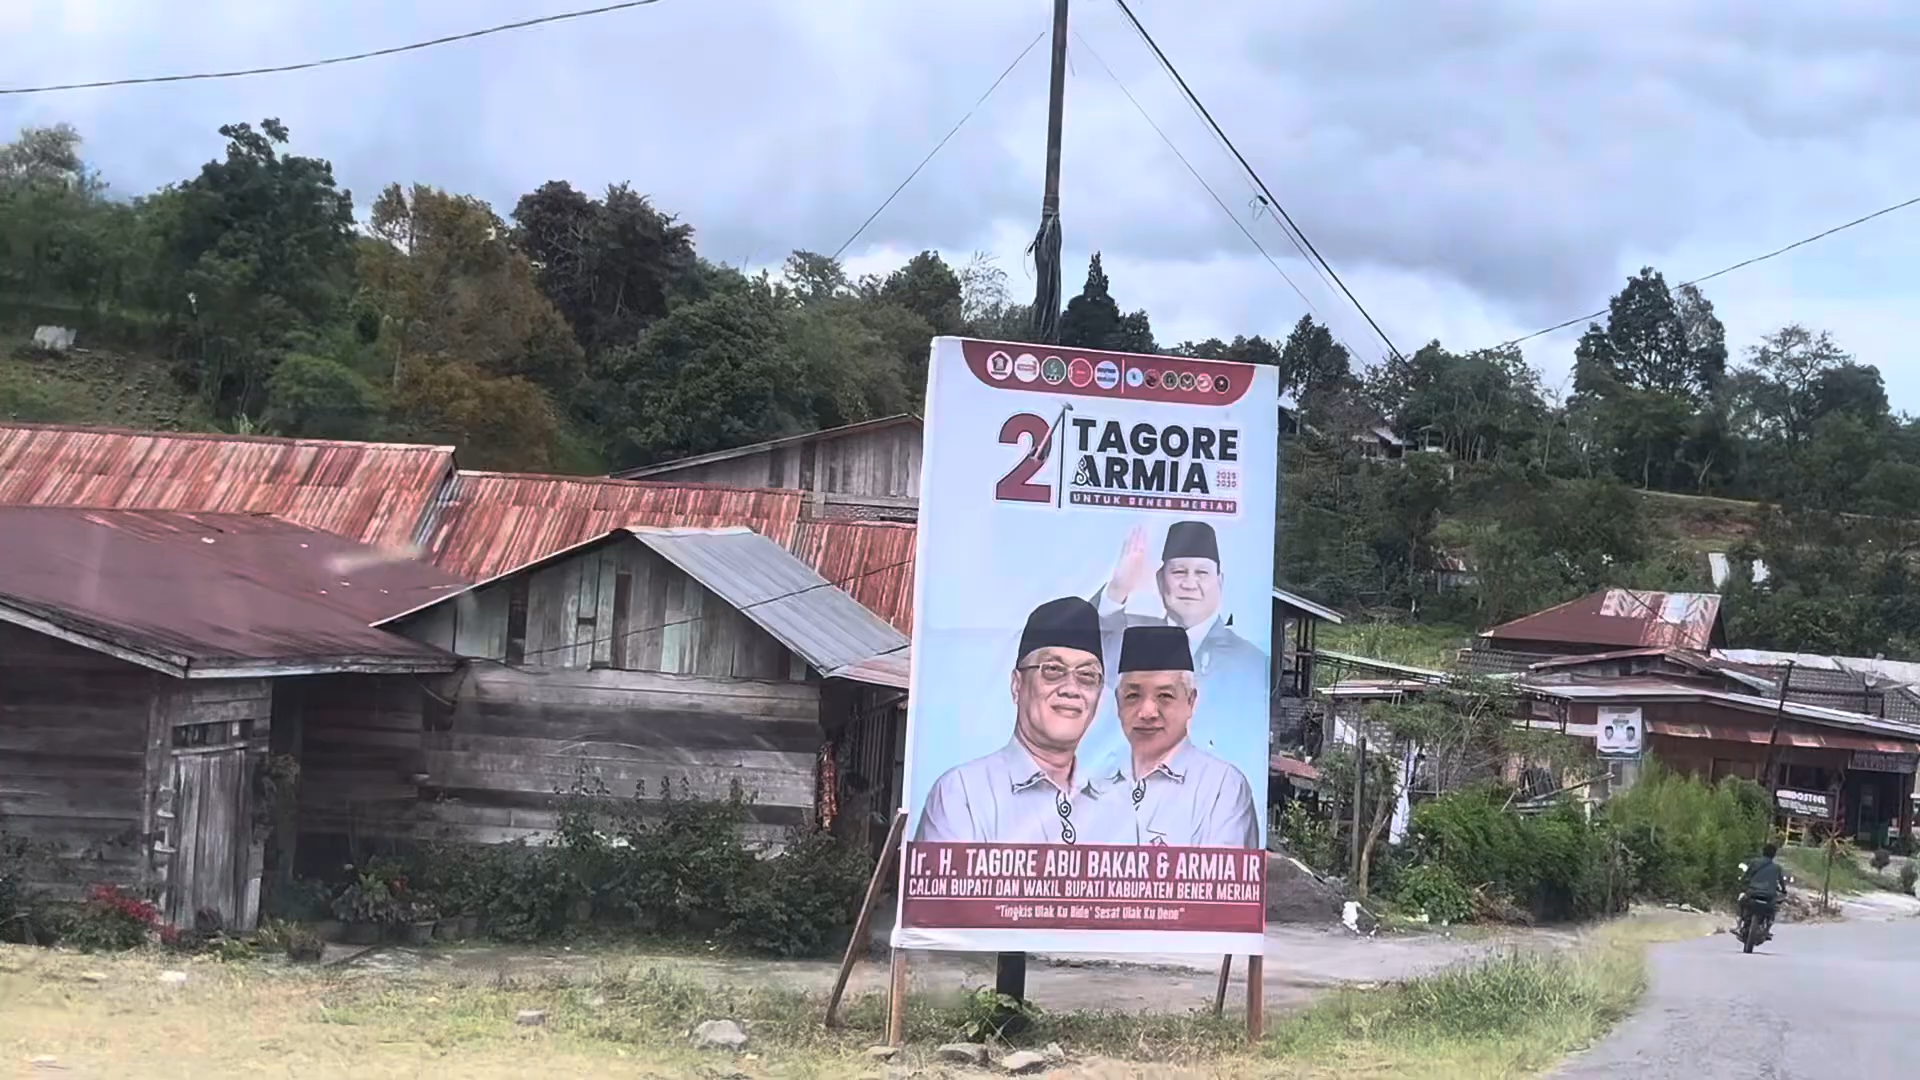 2
TAGORE
ARMIA
2025
2030
UNTUK BENER MERIAH
Ir. H. TAGORE ABU BAKAR & ARMIA IR
CALON BUPATI DAN WAKIL BUPATI KABUPATEN BENER MERIAH
"Tingkis Ulak Ku Bide' Sesat Ulak Ku Dene"
INDOSTEEL